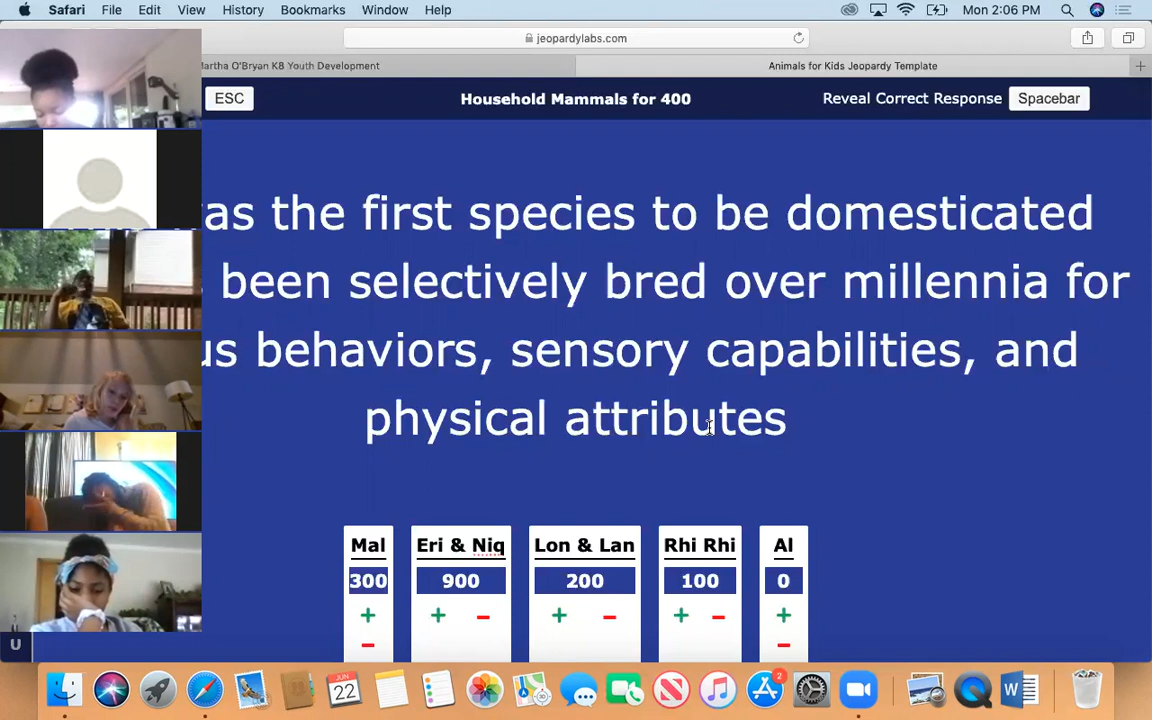 Safari File Edit View History Bookmarks Window Help Mon 2:06 PM
jeopardylabs.com
Martha O'Bryan K8 Youth Development Animals for Kids Jeopardy Template
ESC Household Mammals for 400 Reveal Correct Response Spacebar
the first species to be domesticated
been selectively bred over millennia for
behaviors, sensory capabilities, and
physical attributes
Mal Eri & Niq Lon & Lan Rhi Rhi Al
300 900 200 100 0
+ + − + − + − +
− −
U
JUN
22
2
W